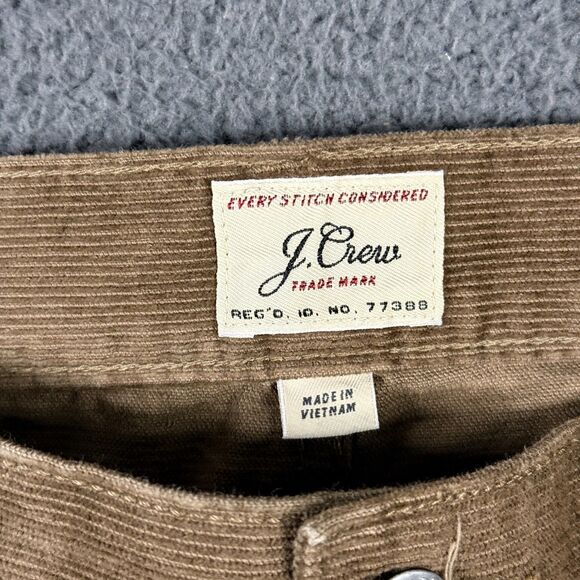 EVERY STITCH CONSIDERED
J.Crew
TRADE MARK
REG'D. ID. NO. 77388
MADE IN
VIETNAM